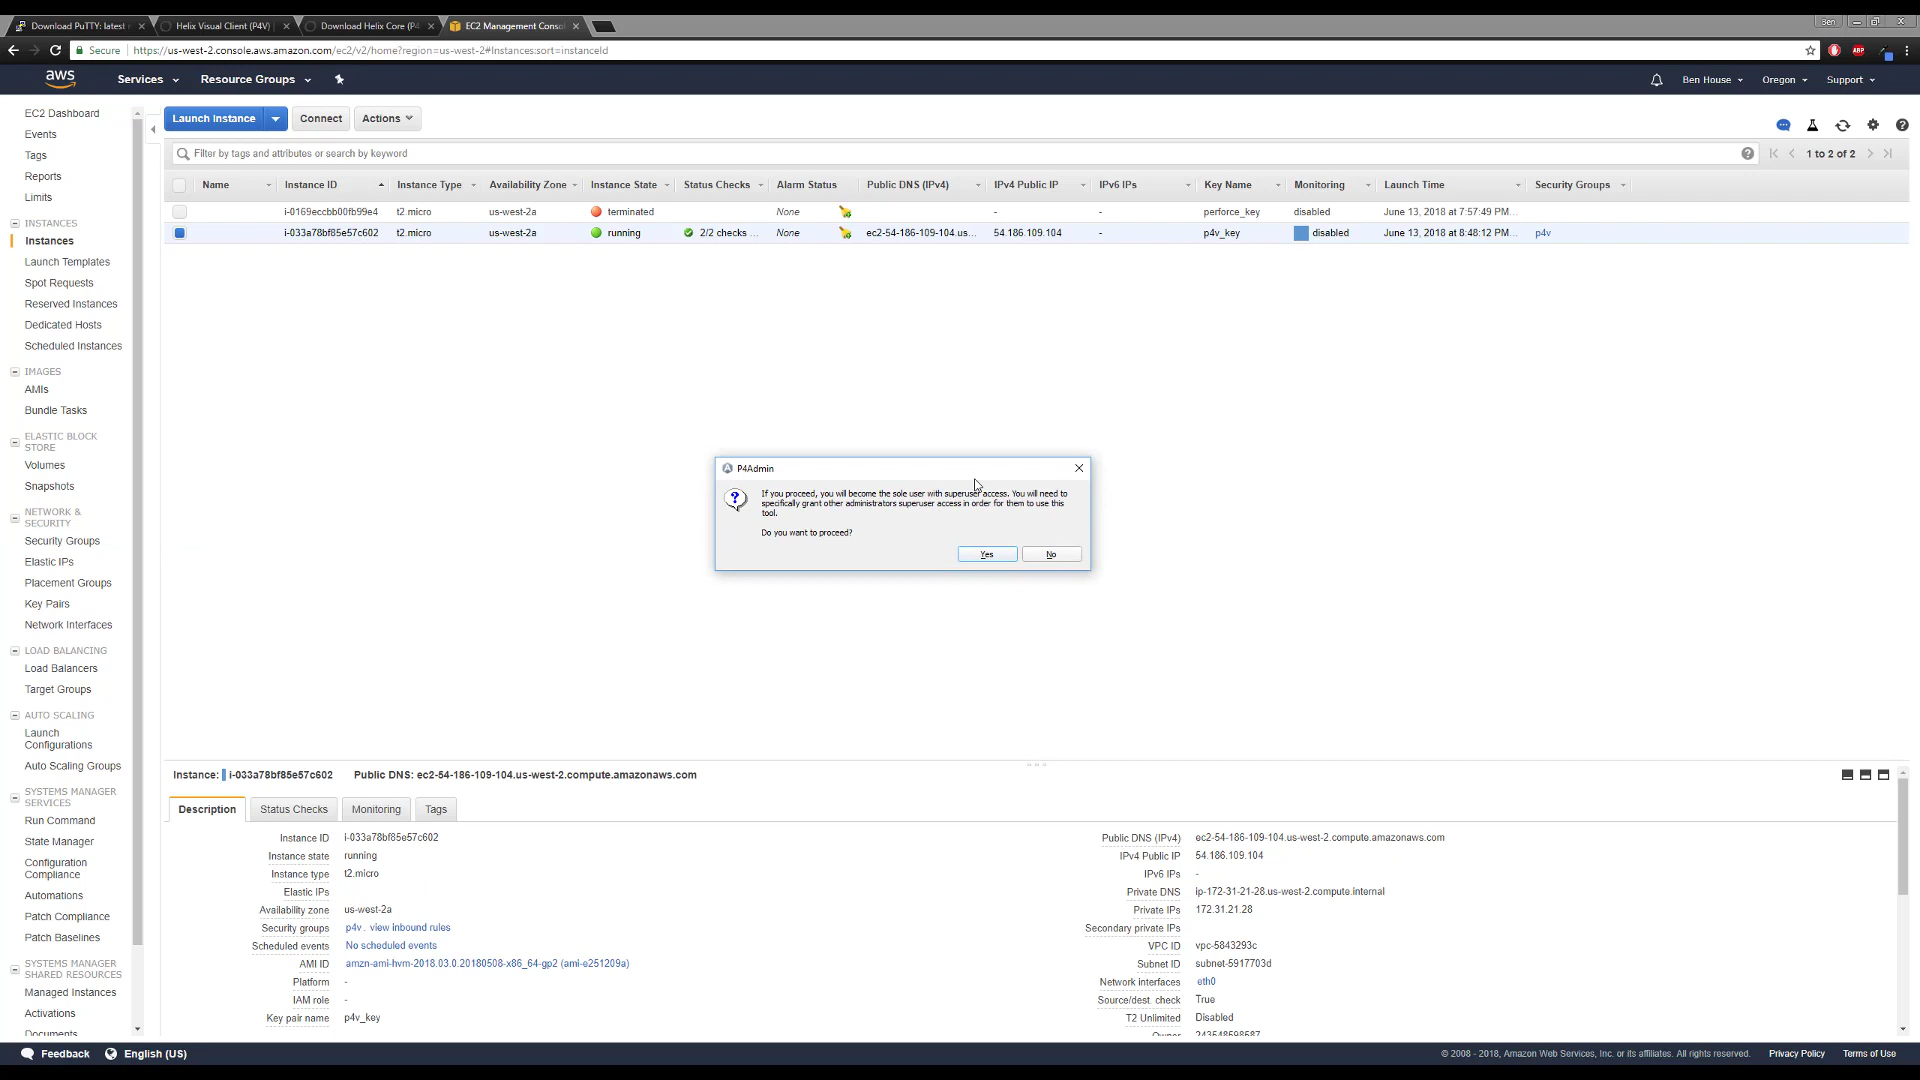 Download PuTTY: latest
Helix Visual Client (P4V)
Download Helix Core (P4
EC2 Management Conso
Ben
Secure
https://us-west-2.console.aws.amazon.com/ec2/v2/home?region=us-west-2#Instances:sort=instanceId
ABP
aws
Services
Resource Groups
Ben House
Oregon
Support
EC2 Dashboard
Events
Tags
Reports
Limits
INSTANCES
Instances
Launch Templates
Spot Requests
Reserved Instances
Dedicated Hosts
Scheduled Instances
IMAGES
AMIs
Bundle Tasks
ELASTIC BLOCK
STORE
Volumes
Snapshots
NETWORK &
SECURITY
Security Groups
Elastic IPs
Placement Groups
Key Pairs
Network Interfaces
LOAD BALANCING
Load Balancers
Target Groups
AUTO SCALING
Launch
Configurations
Auto Scaling Groups
SYSTEMS MANAGER
SERVICES
Run Command
State Manager
Configuration
Compliance
Automations
Patch Compliance
Patch Baselines
SYSTEMS MANAGER
SHARED RESOURCES
Managed Instances
Activations
Documents
Launch Instance
Connect
Actions
Filter by tags and attributes or search by keyword
1 to 2 of 2
Name Instance ID Instance Type Availability Zone Instance State Status Checks Alarm Status Public DNS (IPv4) IPv4 Public IP IPv6 IPs Key Name Monitoring Launch Time Security Groups
i-0169eccbb00fb99e4 t2.micro us-west-2a terminated None - - perforce_key disabled June 13, 2018 at 7:57:49 PM...
i-033a78bf85e57c602 t2.micro us-west-2a running 2/2 checks ... None ec2-54-186-109-104.us... 54.186.109.104 - p4v_key disabled June 13, 2018 at 8:48:12 PM... p4v
P4Admin
If you proceed, you will become the sole user with superuser access. You will need to
specifically grant other administrators superuser access in order for them to use this
tool.
Do you want to proceed?
Yes
No
Instance: i-033a78bf85e57c602 Public DNS: ec2-54-186-109-104.us-west-2.compute.amazonaws.com
Description
Status Checks
Monitoring
Tags
Instance ID i-033a78bf85e57c602
Instance state running
Instance type t2.micro
Elastic IPs
Availability zone us-west-2a
Security groups p4v . view inbound rules
Scheduled events No scheduled events
AMI ID amzn-ami-hvm-2018.03.0.20180508-x86_64-gp2 (ami-e251209a)
Platform -
IAM role -
Key pair name p4v_key
Public DNS (IPv4) ec2-54-186-109-104.us-west-2.compute.amazonaws.com
IPv4 Public IP 54.186.109.104
IPv6 IPs -
Private DNS ip-172-31-21-28.us-west-2.compute.internal
Private IPs 172.31.21.28
Secondary private IPs
VPC ID vpc-5843293c
Subnet ID subnet-5917703d
Network interfaces eth0
Source/dest. check True
T2 Unlimited Disabled
Owner
Feedback
English (US)
© 2008 - 2018, Amazon Web Services, Inc. or its affiliates. All rights reserved.
Privacy Policy
Terms of Use